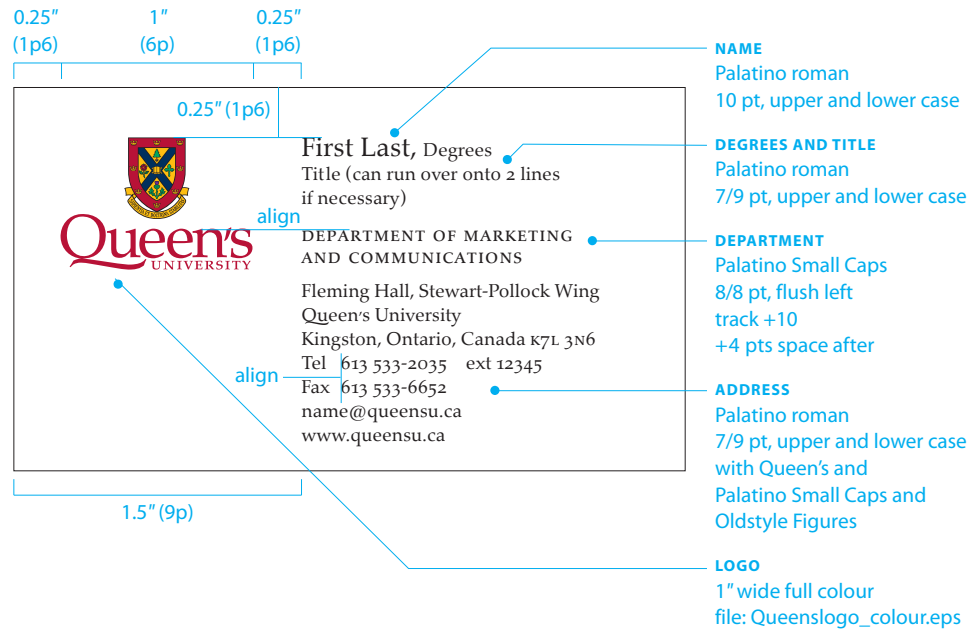 0.25″ 1″ 0.25″
(1p6) (6p) (1p6)
0.25″ (1p6)
Queen's
UNIVERSITY
align
First Last, Degrees
Title (can run over onto 2 lines
if necessary)
DEPARTMENT OF MARKETING
AND COMMUNICATIONS
Fleming Hall, Stewart-Pollock Wing
Queen's University
Kingston, Ontario, Canada K7L 3N6
Tel 613 533-2035 ext 12345
align
Fax 613 533-6652
name@queensu.ca
www.queensu.ca
1.5″ (9p)
NAME
Palatino roman
10 pt, upper and lower case
DEGREES AND TITLE
Palatino roman
7/9 pt, upper and lower case
DEPARTMENT
Palatino Small Caps
8/8 pt, flush left
track +10
+4 pts space after
ADDRESS
Palatino roman
7/9 pt, upper and lower case
with Queen's and
Palatino Small Caps and
Oldstyle Figures
LOGO
1″ wide full colour
file: Queenslogo_colour.eps